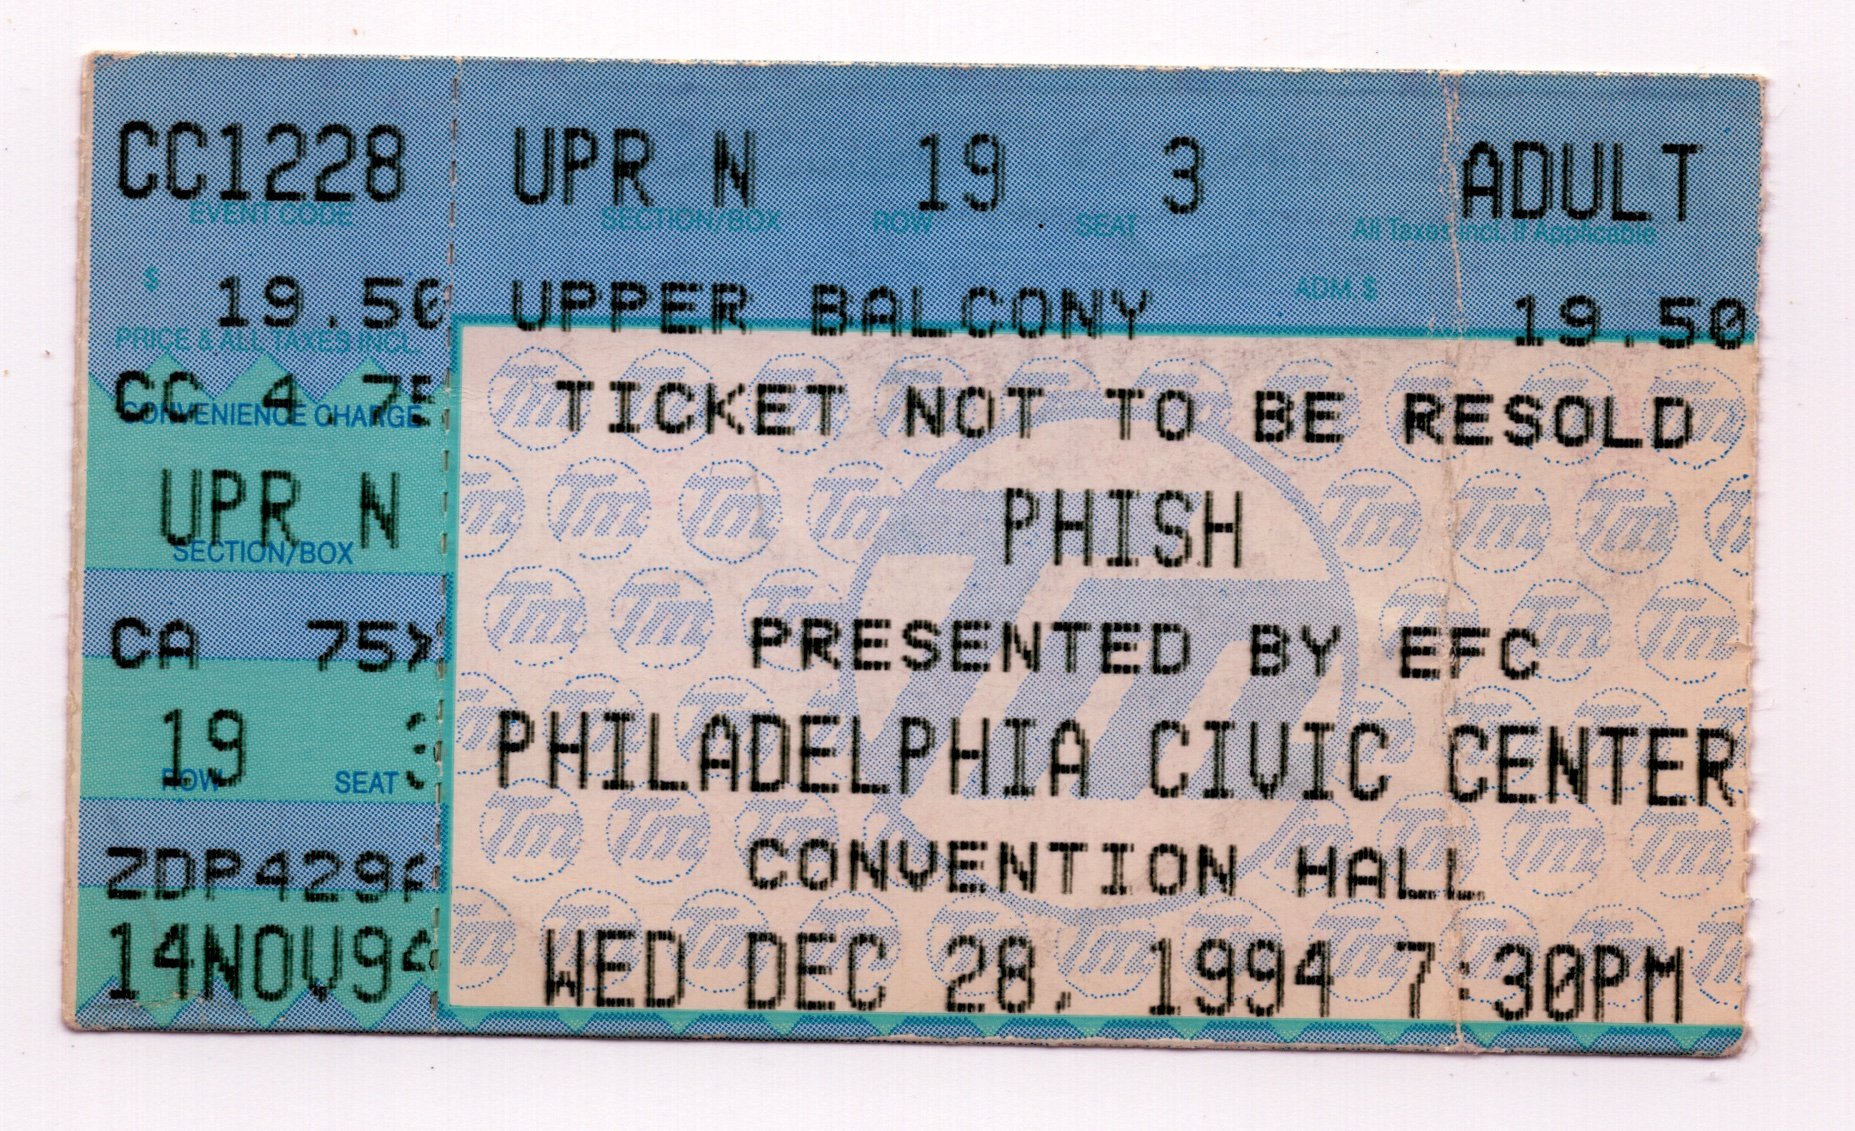 CC1228
EVENT CODE
$ 19.50
PRICE & ALL TAXES INCL.
CC 4.75
CONVENIENCE CHARGE
UPR N
SECTION/BOX
CA 75X
19 3
ROW SEAT
ZDP429A
14NOV94
UPR N 19 3 ADULT
SECTION/BOX ROW SEAT All Taxes Incl. If Applicable
ADM. $
UPPER BALCONY 19.50
TICKET NOT TO BE RESOLD
PHISH
PRESENTED BY EFC
PHILADELPHIA CIVIC CENTER
CONVENTION HALL
WED DEC 28, 1994 7:30PM